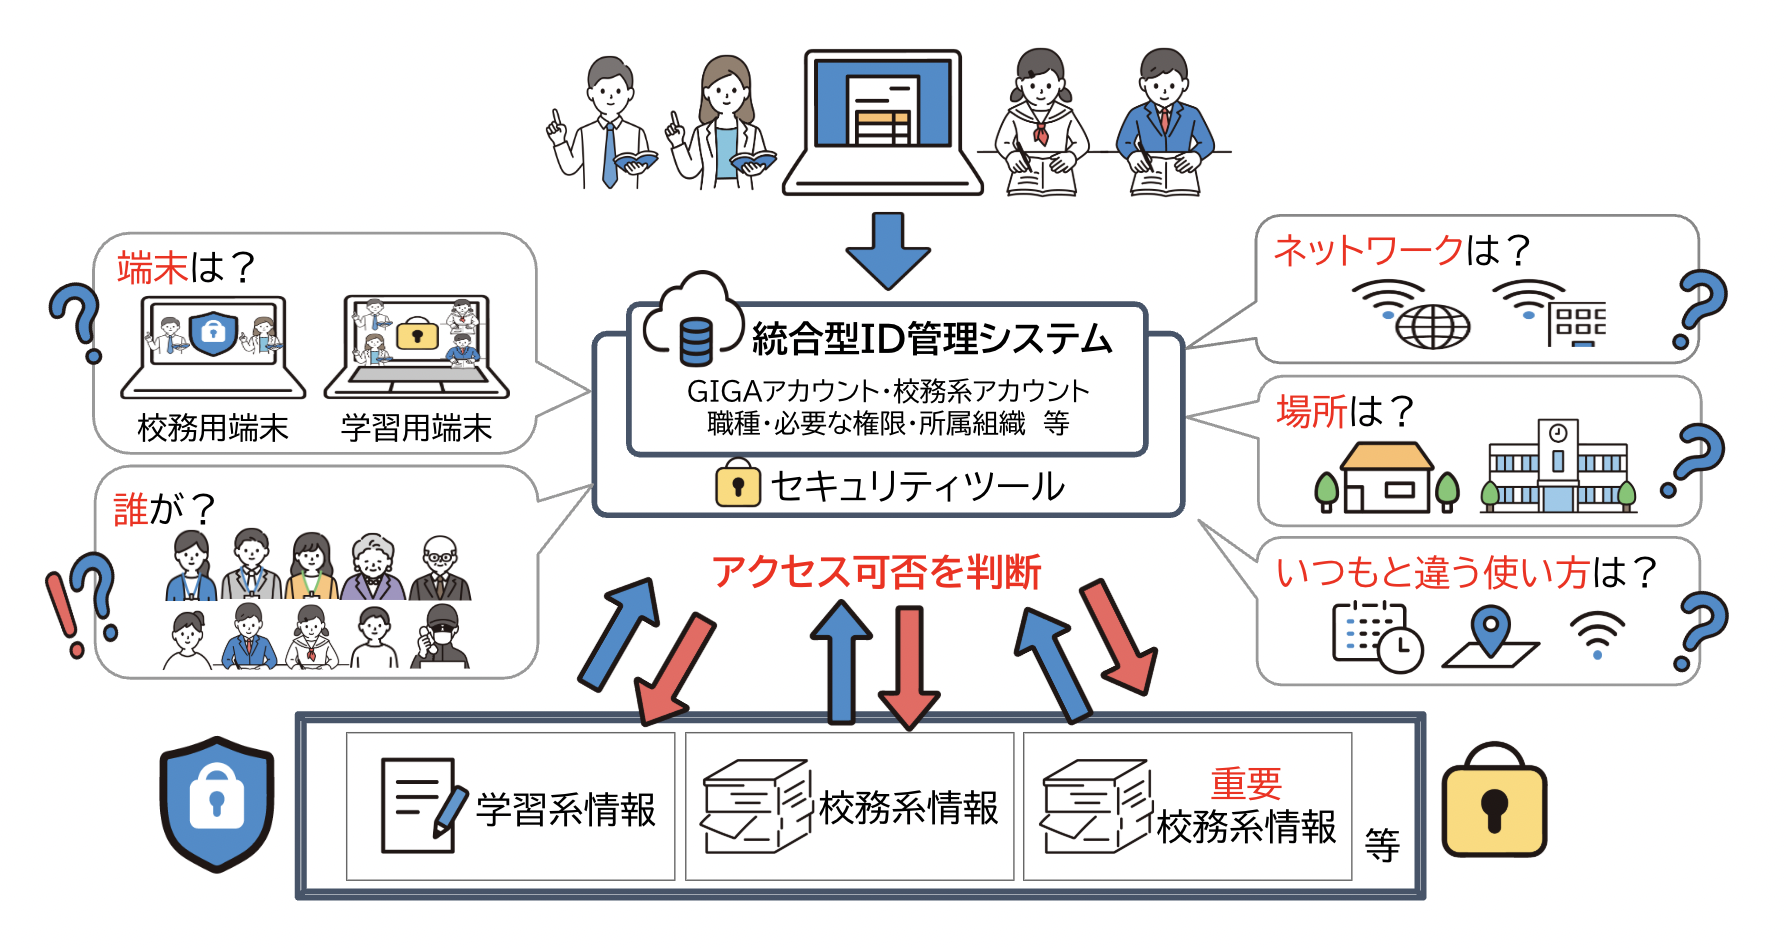 端末は？
校務用端末
学習用端末
誰が？
統合型ID管理システム
GIGAアカウント・校務系アカウント
職種・必要な権限・所属組織 等
セキュリティツール
ネットワークは？
場所は？
いつもと違う使い方は？
アクセス可否を判断
学習系情報
校務系情報
重要
校務系情報
等